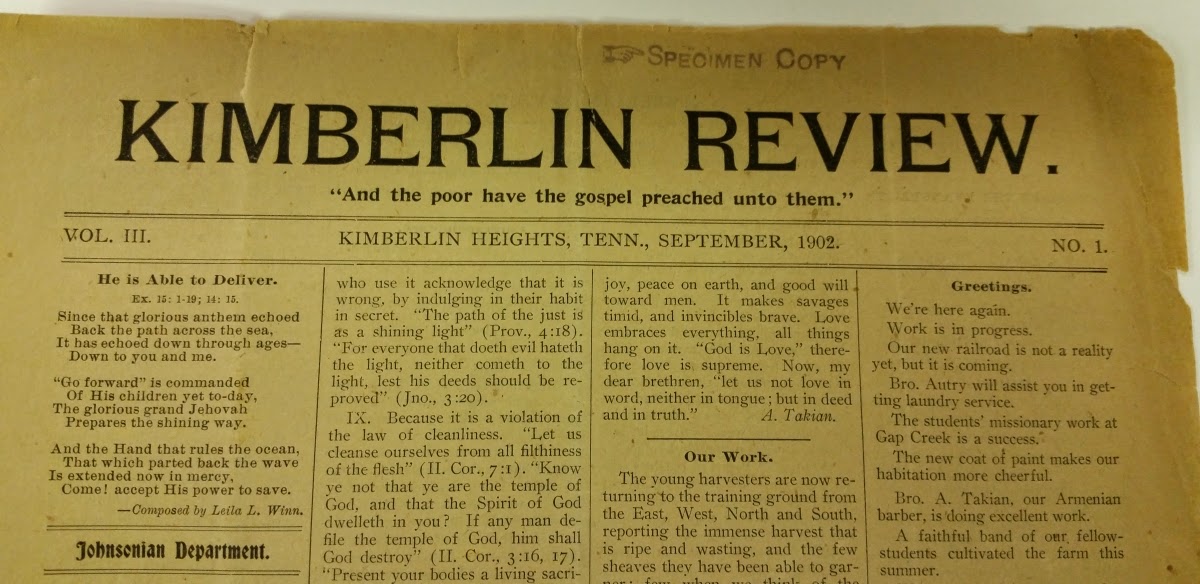 SPECIMEN COPY
KIMBERLIN REVIEW.
“And the poor have the gospel preached unto them.”
VOL. III.
KIMBERLIN HEIGHTS, TENN., SEPTEMBER, 1902.
NO. 1.
He is Able to Deliver.
Ex. 15: 1-19; 14: 15.
Since that glorious anthem echoed
Back the path across the sea,
It has echoed down through ages—
Down to you and me.
“Go forward” is commanded
Of His children yet to-day,
The glorious grand Jehovah
Prepares the shining way.
And the Hand that rules the ocean,
That which parted back the wave
Is extended now in mercy,
Come! accept His power to save.
—Composed by Leila L. Winn.
Johnsonian Department.
who use it acknowledge that it is
wrong, by indulging in their habit
in secret. “The path of the just is
as a shining light” (Prov., 4:18).
“For everyone that doeth evil hateth
the light, neither cometh to the
light, lest his deeds should be re-
proved” (Jno., 3:20).
IX. Because it is a violation of
the law of cleanliness. “Let us
cleanse ourselves from all filthiness
of the flesh” (II. Cor., 7:1). “Know
ye not that ye are the temple of
God, and that the Spirit of God
dwelleth in you? If any man de-
file the temple of God, him shall
God destroy” (II. Cor., 3:16, 17).
“Present your bodies a living sacri-
joy, peace on earth, and good will
toward men. It makes savages
timid, and invincibles brave. Love
embraces everything, all things
hang on it. “God is Love,” there-
fore love is supreme. Now, my
dear brethren, “let us not love in
word, neither in tongue; but in deed
and in truth.” A. Takian.
Our Work.
The young harvesters are now re-
turning to the training ground from
the East, West, North and South,
reporting the immense harvest that
is ripe and wasting, and the few
sheaves they have been able to gar-
ner; few when we think of the
Greetings.
We're here again.
Work is in progress.
Our new railroad is not a reality
yet, but it is coming.
Bro. Autry will assist you in get-
ting laundry service.
The students' missionary work at
Gap Creek is a success.
The new coat of paint makes our
habitation more cheerful.
Bro. A. Takian, our Armenian
barber, is doing excellent work.
A faithful band of our fellow-
students cultivated the farm this
summer.